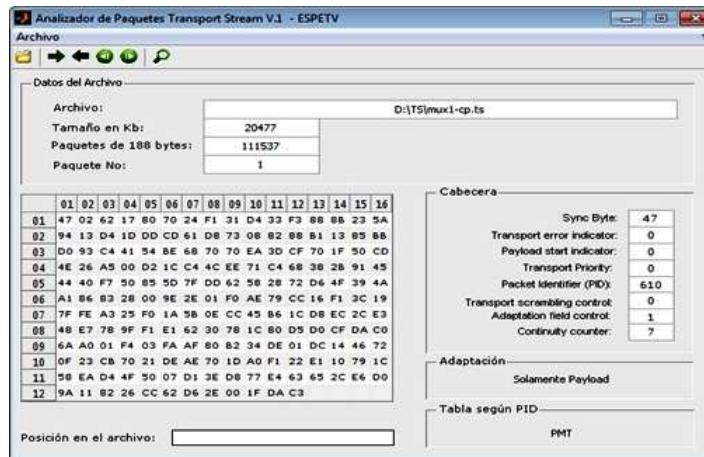 Analizador de Paquetes Transport Stream V.1 - ESPETV
Archivo
Datos del Archivo
Archivo: D:\TS\mux1-cp.ts
Tamaño en Kb: 20477
Paquetes de 188 bytes: 111537
Paquete No: 1
01 02 03 04 05 06 07 08 09 10 11 12 13 14 15 16
01 47 02 62 17 80 70 24 F1 31 D4 33 F3 88 8B 23 5A
02 94 13 D4 1D DD CD 61 D8 73 08 82 88 B1 13 85 BB
03 D0 93 C4 41 54 BE 68 70 70 EA 3D CF 70 1F 50 CD
04 4E 26 A5 00 D2 1C C4 4C EE 71 C4 68 38 2B 91 45
05 44 40 F7 50 85 5D 7F DD 62 58 28 72 D6 4F 39 4A
06 A1 86 83 28 00 9E 2E 01 F0 AE 79 CC 16 F1 3C 19
07 7F FE A3 25 F0 1A 5B 0E CC 45 B6 1C D8 EC 2C E3
08 48 E7 78 9F F1 E1 62 30 78 1C 80 D5 D0 CF DA C0
09 6A A0 01 F4 03 FA AF 80 B2 34 DE 01 DC 14 46 72
10 0F 23 CB 70 21 DE AE 70 1D A0 F1 22 E1 10 79 1C
11 58 EA D4 4F 50 07 D1 3E D8 77 E4 63 65 2C E6 D0
12 9A 11 82 26 CC 62 D6 2E 00 1F DA C3
Posición en el archivo:
Cabecera
Sync Byte: 47
Transport error indicator: 0
Payload start indicator: 0
Transport Priority: 0
Packet Identifier (PID): 610
Transport scrambling control: 0
Adaptation field control: 1
Continuity counter: 7
Adaptación
Solamente Payload
Tabla según PID
PMT